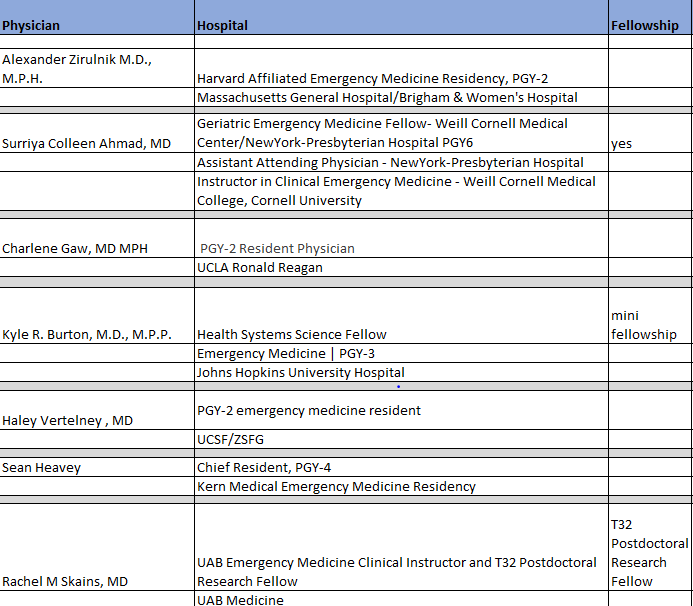 Physician Hospital Fellowship
Alexander Zirulnik M.D.,
M.P.H. Harvard Affiliated Emergency Medicine Residency, PGY-2
Massachusetts General Hospital/Brigham & Women's Hospital
Geriatric Emergency Medicine Fellow- Weill Cornell Medical
Surriya Colleen Ahmad, MD Center/NewYork-Presbyterian Hospital PGY6 yes
Assistant Attending Physician - NewYork-Presbyterian Hospital
Instructor in Clinical Emergency Medicine - Weill Cornell Medical
College, Cornell University
Charlene Gaw, MD MPH PGY-2 Resident Physician
UCLA Ronald Reagan
mini
Kyle R. Burton, M.D., M.P.P. Health Systems Science Fellow fellowship
Emergency Medicine | PGY-3
Johns Hopkins University Hospital
Haley Vertelney , MD PGY-2 emergency medicine resident
UCSF/ZSFG
Sean Heavey Chief Resident, PGY-4
Kern Medical Emergency Medicine Residency
T32
Postdoctoral
UAB Emergency Medicine Clinical Instructor and T32 Postdoctoral Research
Rachel M Skains, MD Research Fellow Fellow
UAB Medicine